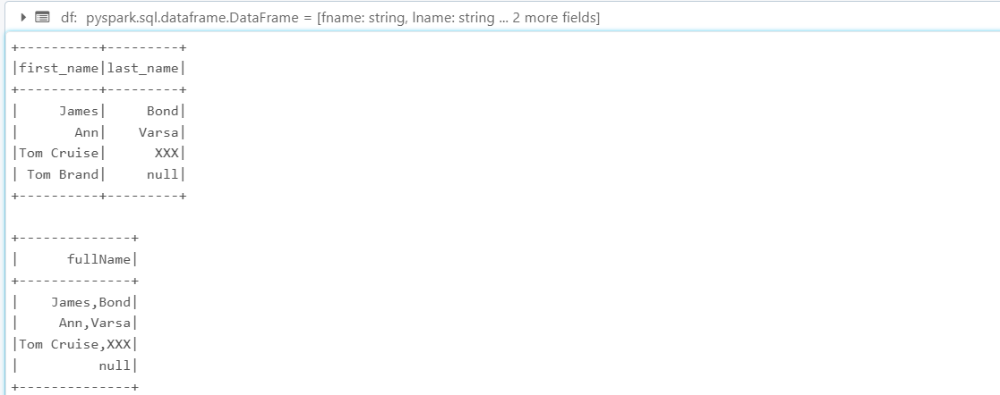 df: pyspark.sql.dataframe.DataFrame = [fname: string, lname: string ... 2 more fields]
+----------+---------+
|first_name|last_name|
+----------+---------+
|     James|     Bond|
|       Ann|    Varsa|
|Tom Cruise|      XXX|
| Tom Brand|     null|
+----------+---------+
+--------------+
|      fullName|
+--------------+
|    James,Bond|
|     Ann,Varsa|
|Tom Cruise,XXX|
|          null|
+--------------+